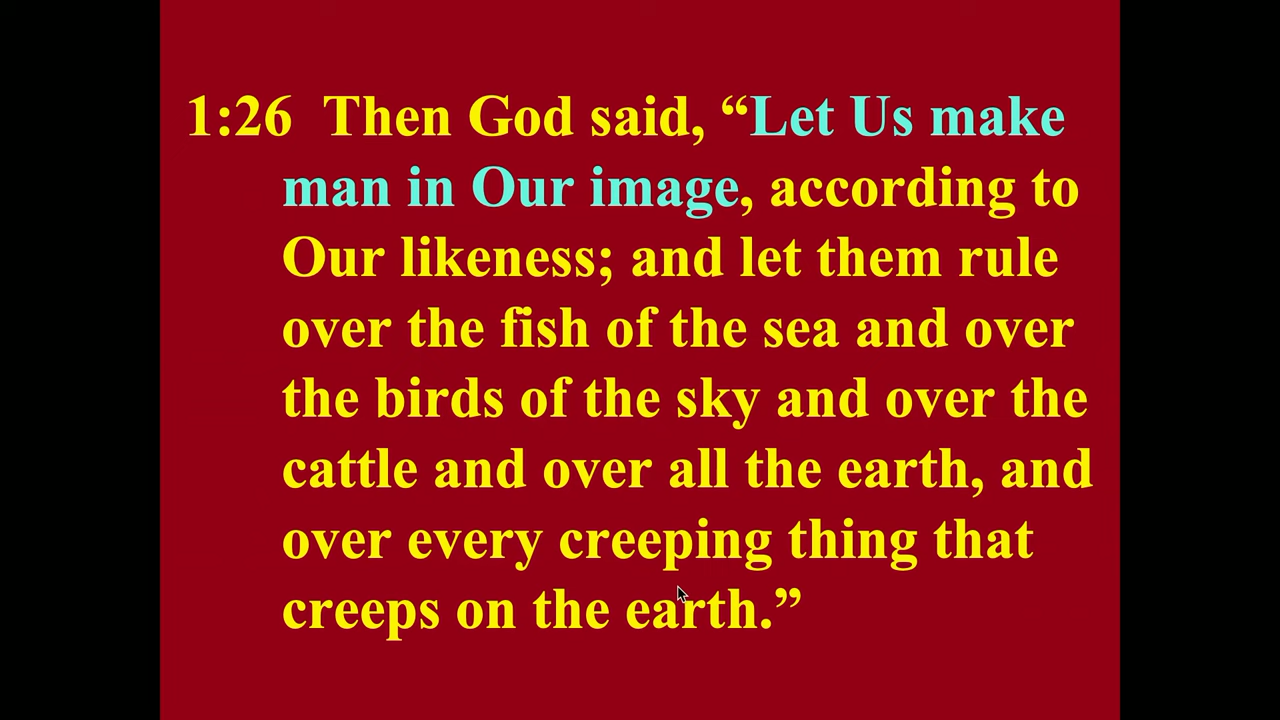 1:26 Then God said, “Let Us make
man in Our image, according to
Our likeness; and let them rule
over the fish of the sea and over
the birds of the sky and over the
cattle and over all the earth, and
over every creeping thing that
creeps on the earth.”